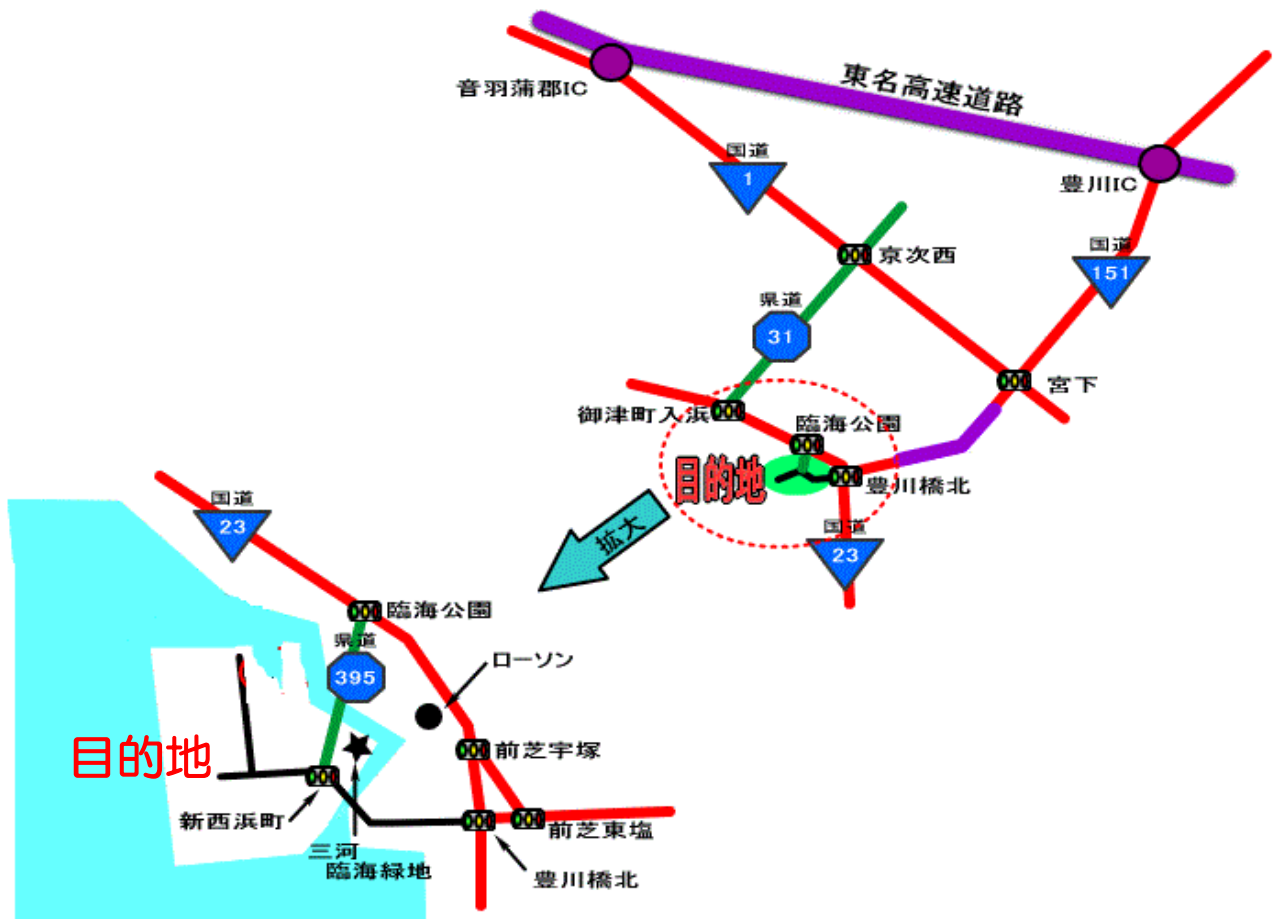 東名高速道路
音羽蒲郡IC
国道
1
豊川IC
京次西
国道
151
県道
31
宮下
御津町入浜
臨海公園
目的地
豊川橋北
国道
23
拡大
国道
23
臨海公園
県道
395
ローソン
目的地
前芝宇塚
新西浜町
前芝東塩
三河
臨海緑地
豊川橋北